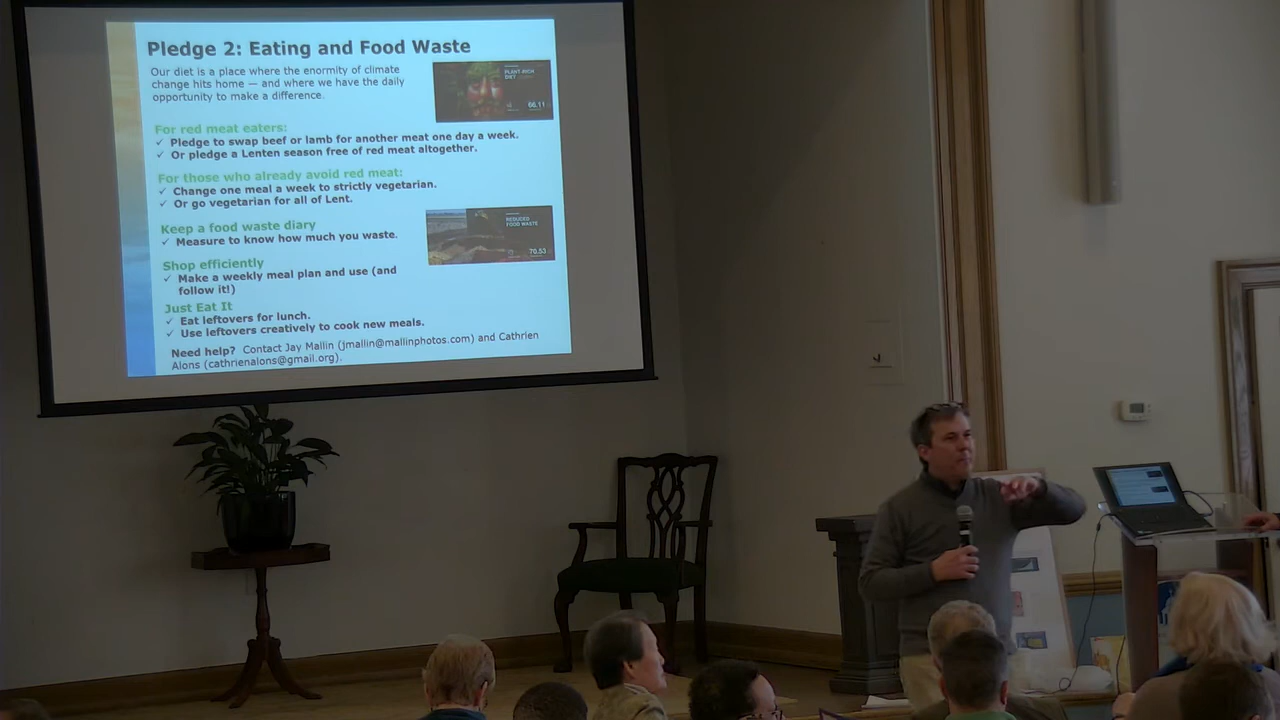 Pledge 2: Eating and Food Waste
Our diet is a place where the enormity of climate
change hits home — and where we have the daily
opportunity to make a difference.
PLANT-RICH
DIET
66.11
For red meat eaters:
✓ Pledge to swap beef or lamb for another meat one day a week.
✓ Or pledge a Lenten season free of red meat altogether.
For those who already avoid red meat:
✓ Change one meal a week to strictly vegetarian.
✓ Or go vegetarian for all of Lent.
Keep a food waste diary
✓ Measure to know how much you waste.
REDUCED
FOOD WASTE
70.53
Shop efficiently
✓ Make a weekly meal plan and use (and
follow it!)
Just Eat It
✓ Eat leftovers for lunch.
✓ Use leftovers creatively to cook new meals.
Need help? Contact Jay Mallin (jmallin@mallinphotos.com) and Cathrien
Alons (cathrienalons@gmail.org).